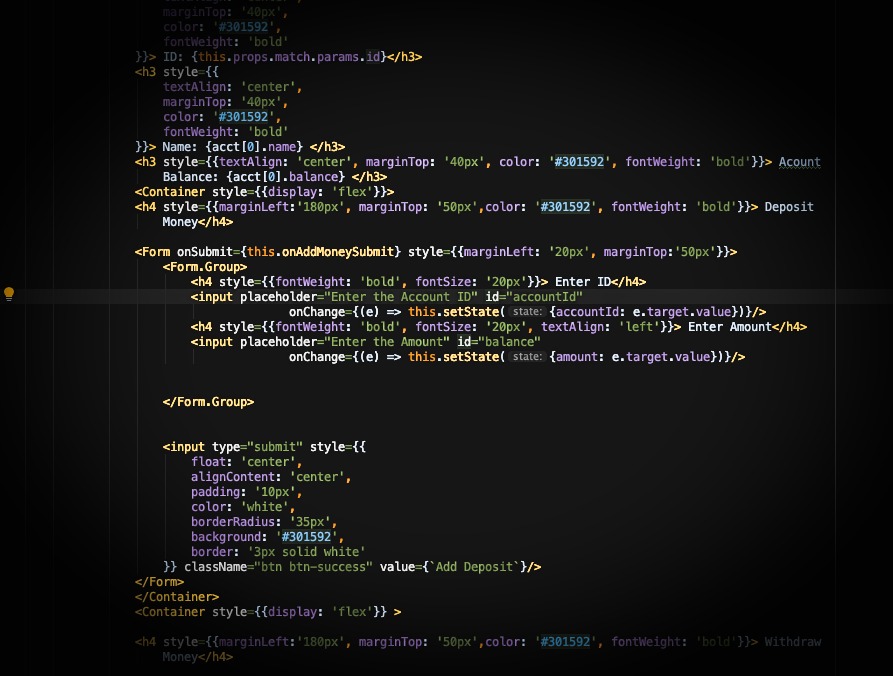 marginTop: '40px',
color: '#301592',
fontWeight: 'bold'
}}> ID: {this.props.match.params.id}</h3>
<h3 style={{
textAlign: 'center',
marginTop: '40px',
color: '#301592',
fontWeight: 'bold'
}}> Name: {acct[0].name} </h3>
<h3 style={{textAlign: 'center', marginTop: '40px', color: '#301592', fontWeight: 'bold'}}> Acount
Balance: {acct[0].balance} </h3>
<Container style={{display: 'flex'}}>
<h4 style={{marginLeft:'180px', marginTop: '50px',color: '#301592', fontWeight: 'bold'}}> Deposit
Money</h4>
<Form onSubmit={this.onAddMoneySubmit} style={{marginLeft: '20px', marginTop:'50px'}}>
<Form.Group>
<h4 style={{fontWeight: 'bold', fontSize: '20px'}}> Enter ID</h4>
<input placeholder="Enter the Account ID" id="accountId"
onChange={(e) => this.setState( state: {accountId: e.target.value})}/>
<h4 style={{fontWeight: 'bold', fontSize: '20px', textAlign: 'left'}}> Enter Amount</h4>
<input placeholder="Enter the Amount" id="balance"
onChange={(e) => this.setState( state: {amount: e.target.value})}/>
</Form.Group>
<input type="submit" style={{
float: 'center',
alignContent: 'center',
padding: '10px',
color: 'white',
borderRadius: '35px',
background: '#301592',
border: '3px solid white'
}} className="btn btn-success" value={`Add Deposit`}/>
</Form>
</Container>
<Container style={{display: 'flex'}} >
<h4 style={{marginLeft:'180px', marginTop: '50px',color: '#301592', fontWeight: 'bold'}}> Withdraw
Money</h4>